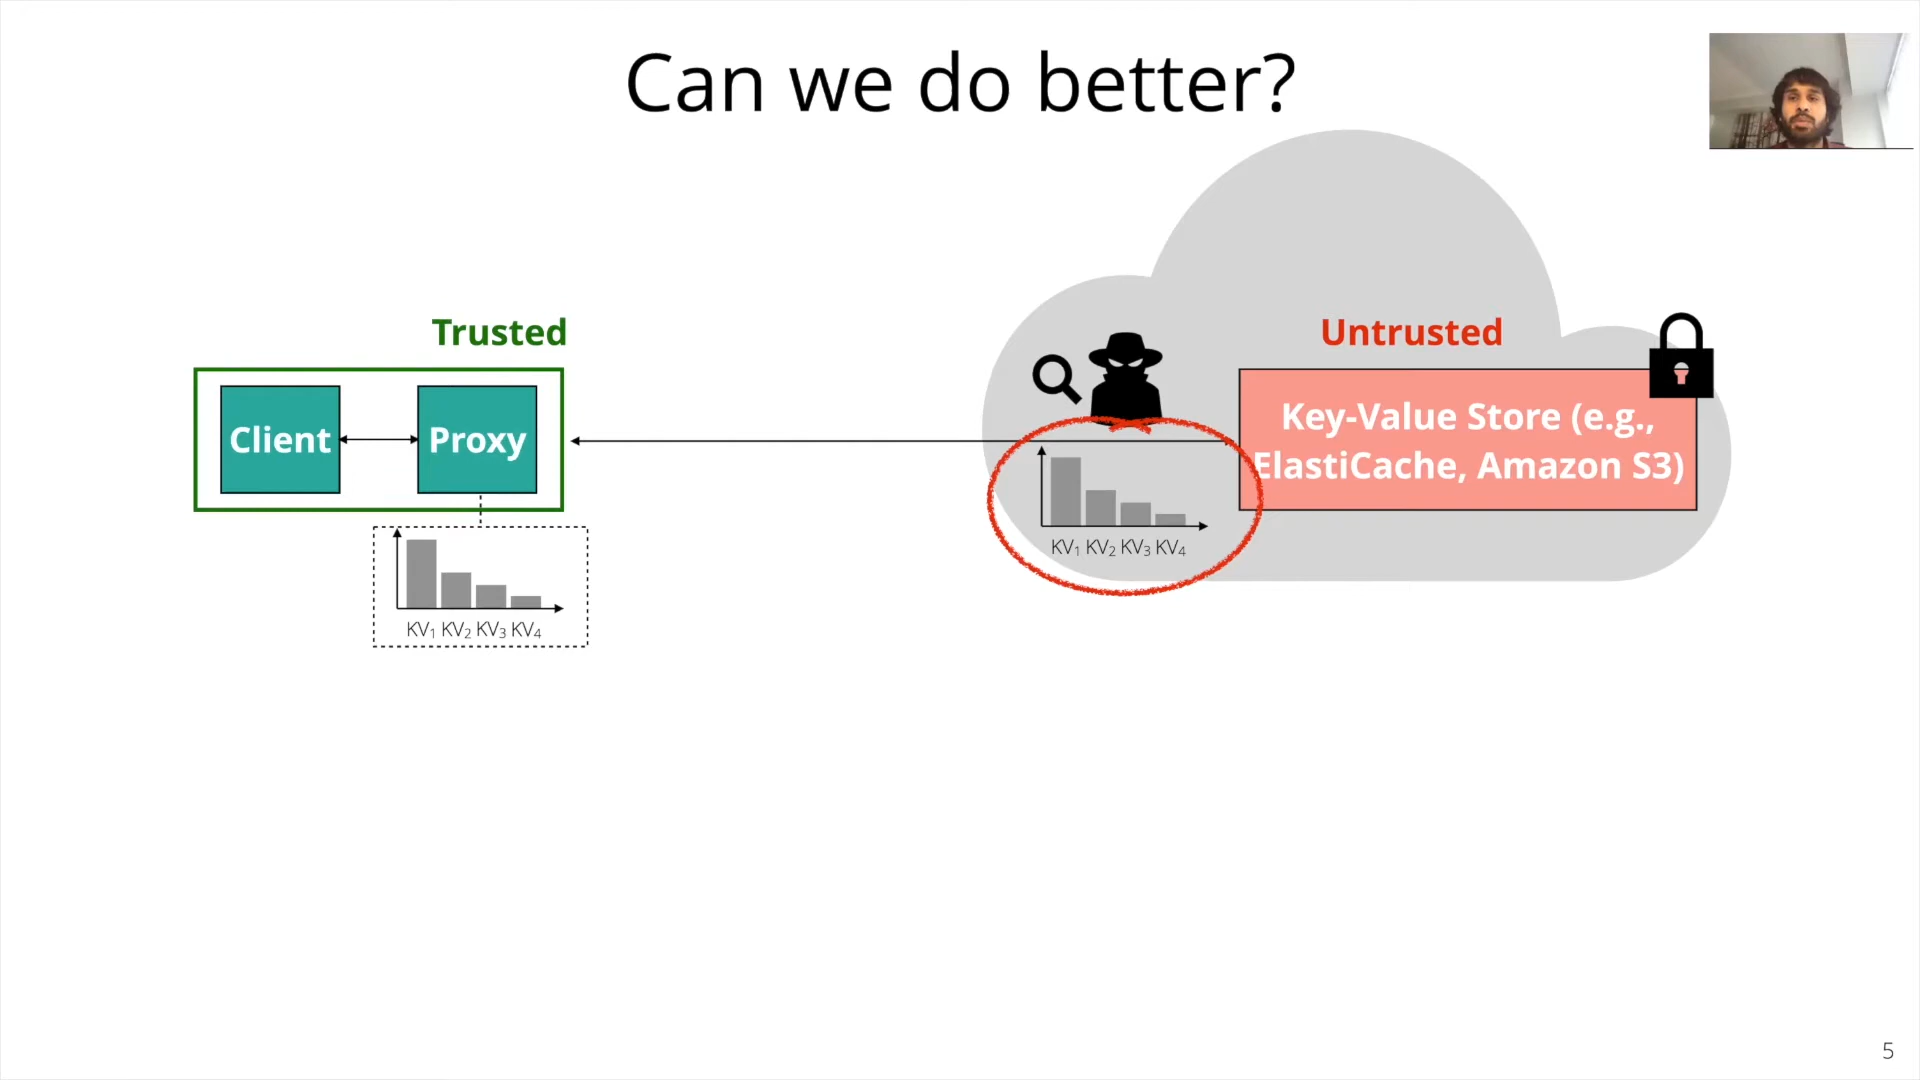 Can we do better?
Trusted
Untrusted
Client
Proxy
Key-Value Store (e.g.,
ElastiCache, Amazon S3)
KV₁ KV₂ KV₃ KV₄
KV₁ KV₂ KV₃ KV₄
5